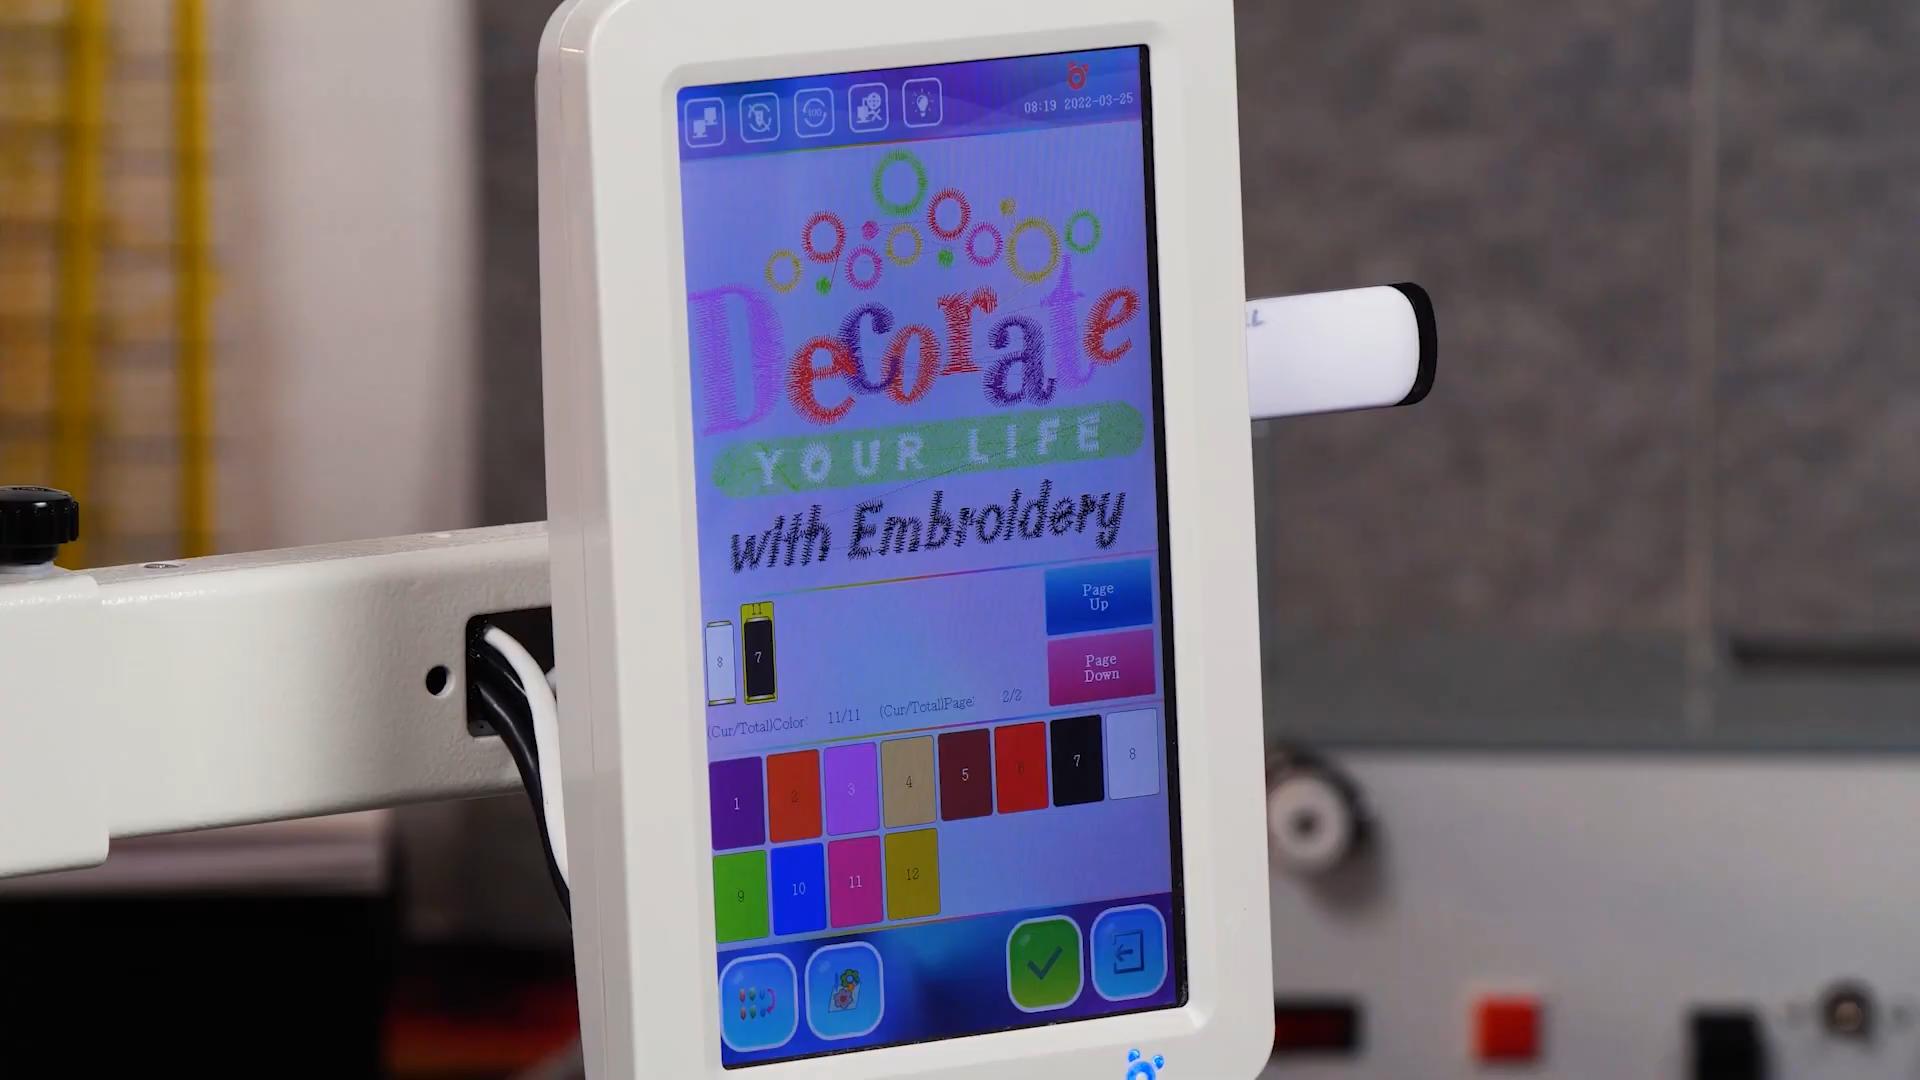 100
08:19 2022-03-25
Decorate
YOUR LIFE
with Embroidery
11
8
7
Page Up
Page Down
(Cur/Total)Color: 11/11 (Cur/Total)Page: 2/2
1 2 3 4 5 6 7 8
9 10 11 12